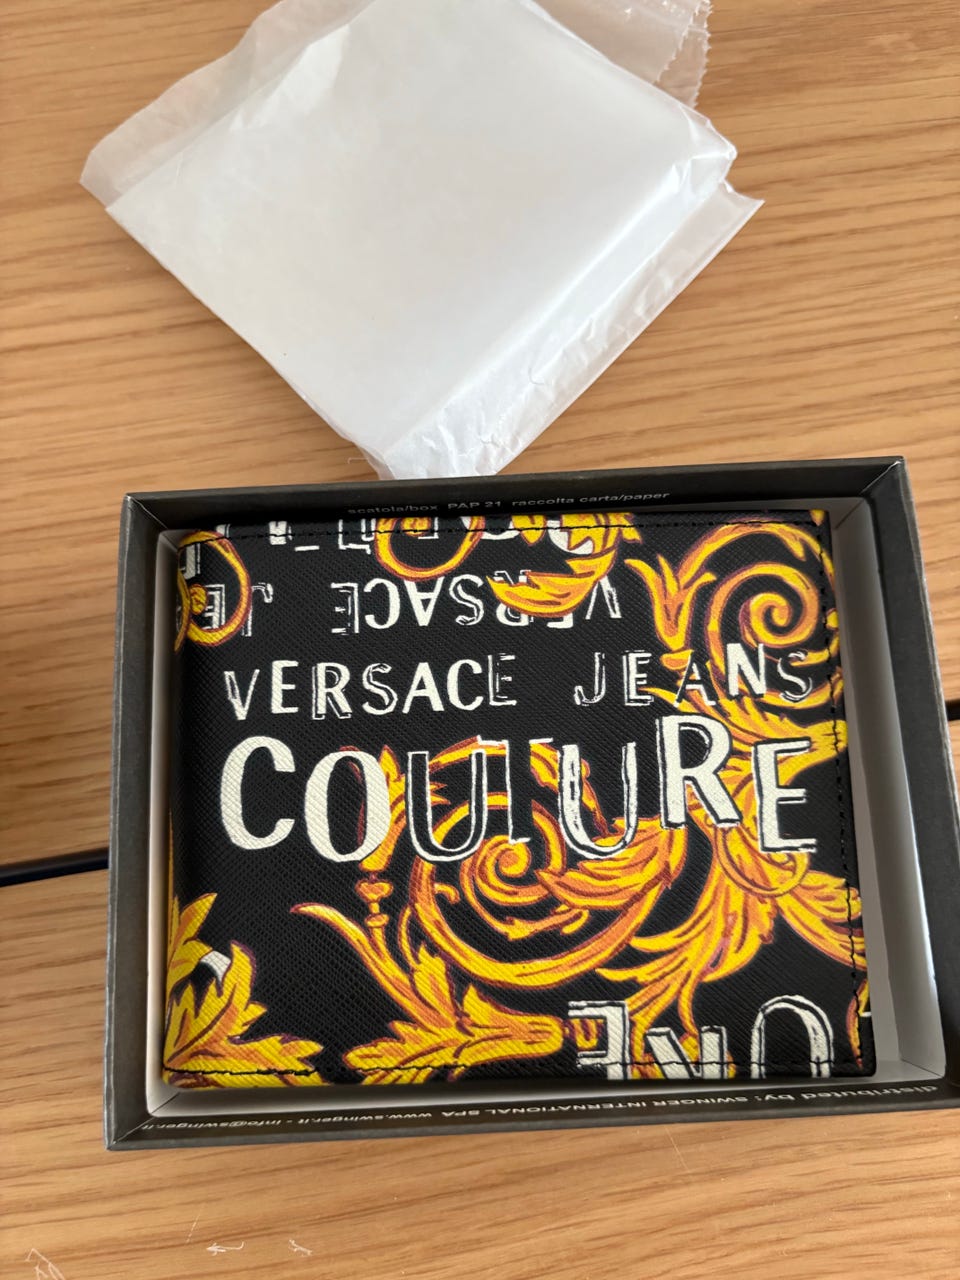 scatola/box PAP 21 raccolta carta/paper
VERSACE JE
VERSACE JEANS
COUTURE
distributed by: SWINGER INTERNATIONAL SPA www.swinger.it - info@swinger.it